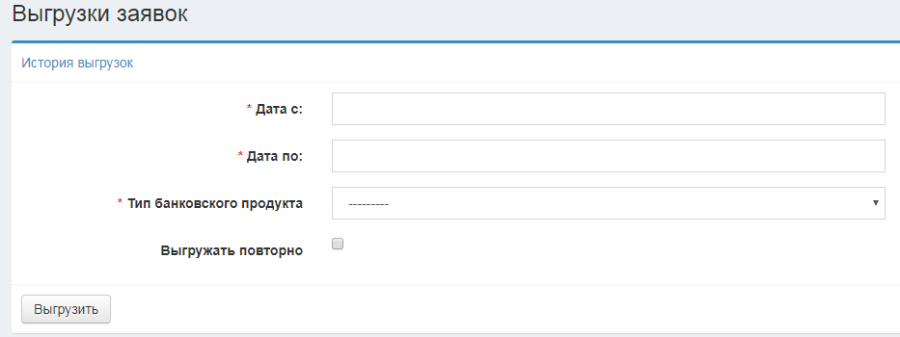 Выгрузки заявок
История выгрузок
* Дата с:
* Дата по:
* Тип банковского продукта
---------
Выгружать повторно
Выгрузить